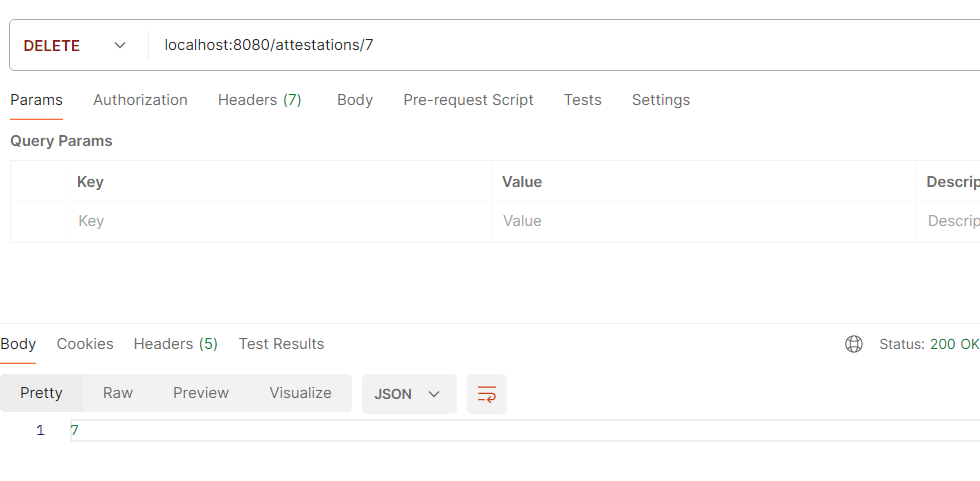 DELETE localhost:8080/attestations/7
Params Authorization Headers (7) Body Pre-request Script Tests Settings
Query Params
Key Value Descrip
Key Value Descrip
Body Cookies Headers (5) Test Results Status: 200 OK
Pretty Raw Preview Visualize JSON
1 7